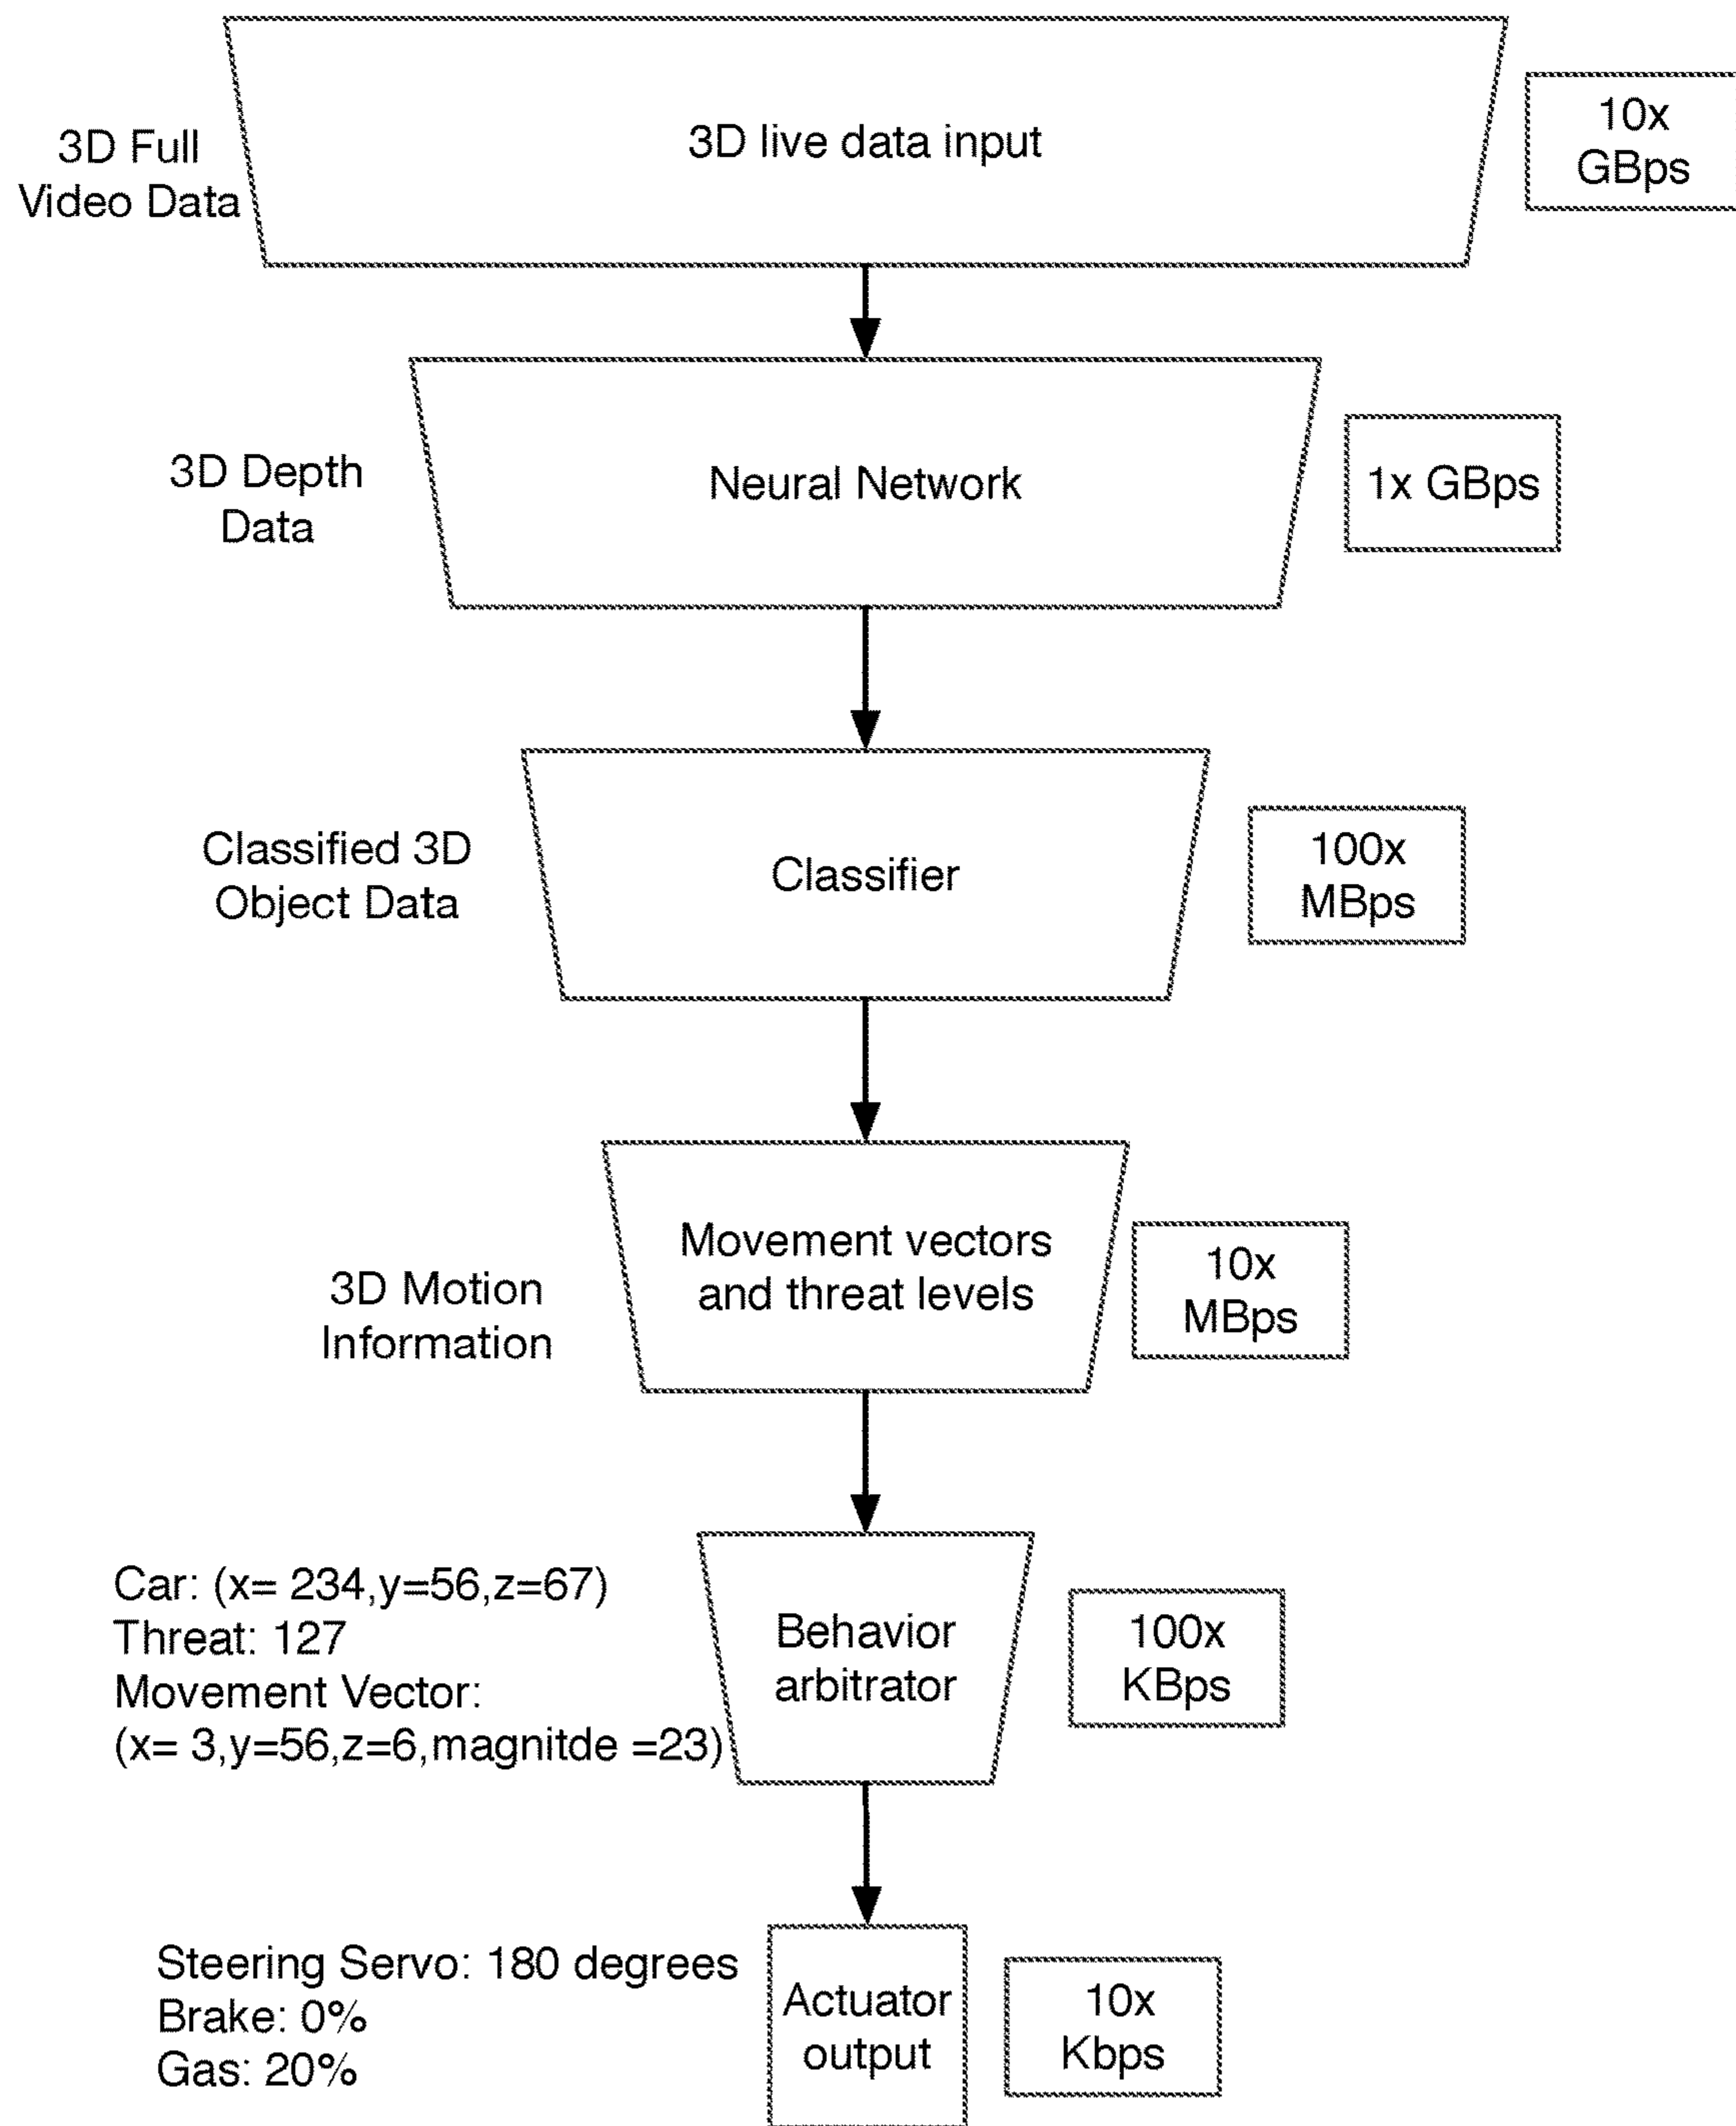 3D Full
Video Data
3D live data input
10x
GBps
3D Depth
Data
Neural Network
1x GBps
Classified 3D
Object Data
Classifier
100x
MBps
3D Motion
Information
Movement vectors
and threat levels
10x
MBps
Car: (x= 234,y=56,z=67)
Threat: 127
Movement Vector:
(x= 3,y=56,z=6,magnitde =23)
Behavior
arbitrator
100x
KBps
Steering Servo: 180 degrees
Brake: 0%
Gas: 20%
Actuator
output
10x
Kbps